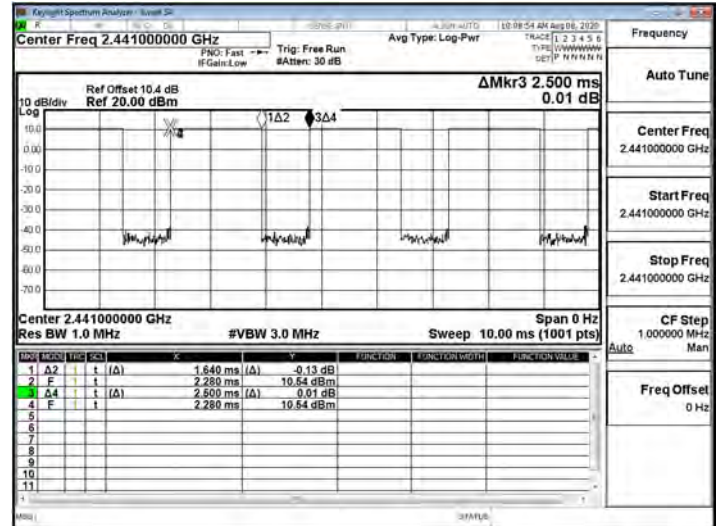 Keysight Spectrum Analyzer - Swept SA
Center Freq 2.441000000 GHz
PNO: Fast
IFGain:Low
Trig: Free Run
#Atten: 30 dB
Avg Type: Log-Pwr
10:08:54 AM Aug 08, 2020
TRACE 1 2 3 4 5 6
TYPE WWWWWW
DET P N N N N N
Frequency
Ref Offset 10.4 dB
Ref 20.00 dBm
10 dB/div
Log
ΔMkr3 2.500 ms
0.01 dB
1Δ2
3Δ4
10.0
0.00
-10.0
-20.0
-30.0
-40.0
-50.0
-60.0
-70.0
Center 2.441000000 GHz
Span 0 Hz
Res BW 1.0 MHz
#VBW 3.0 MHz
Sweep 10.00 ms (1001 pts)
MKR MODE TRC SCL X Y FUNCTION FUNCTION WIDTH FUNCTION VALUE
1 Δ2 1 t (Δ) 1.640 ms (Δ) -0.13 dB
2 F 1 t 2.280 ms 10.54 dBm
3 Δ4 1 t (Δ) 2.500 ms (Δ) 0.01 dB
4 F 1 t 2.280 ms 10.54 dBm
5
6
7
8
9
10
11
MSG
STATUS
Auto Tune
Center Freq
2.441000000 GHz
Start Freq
2.441000000 GHz
Stop Freq
2.441000000 GHz
CF Step
1.000000 MHz
Auto Man
Freq Offset
0 Hz